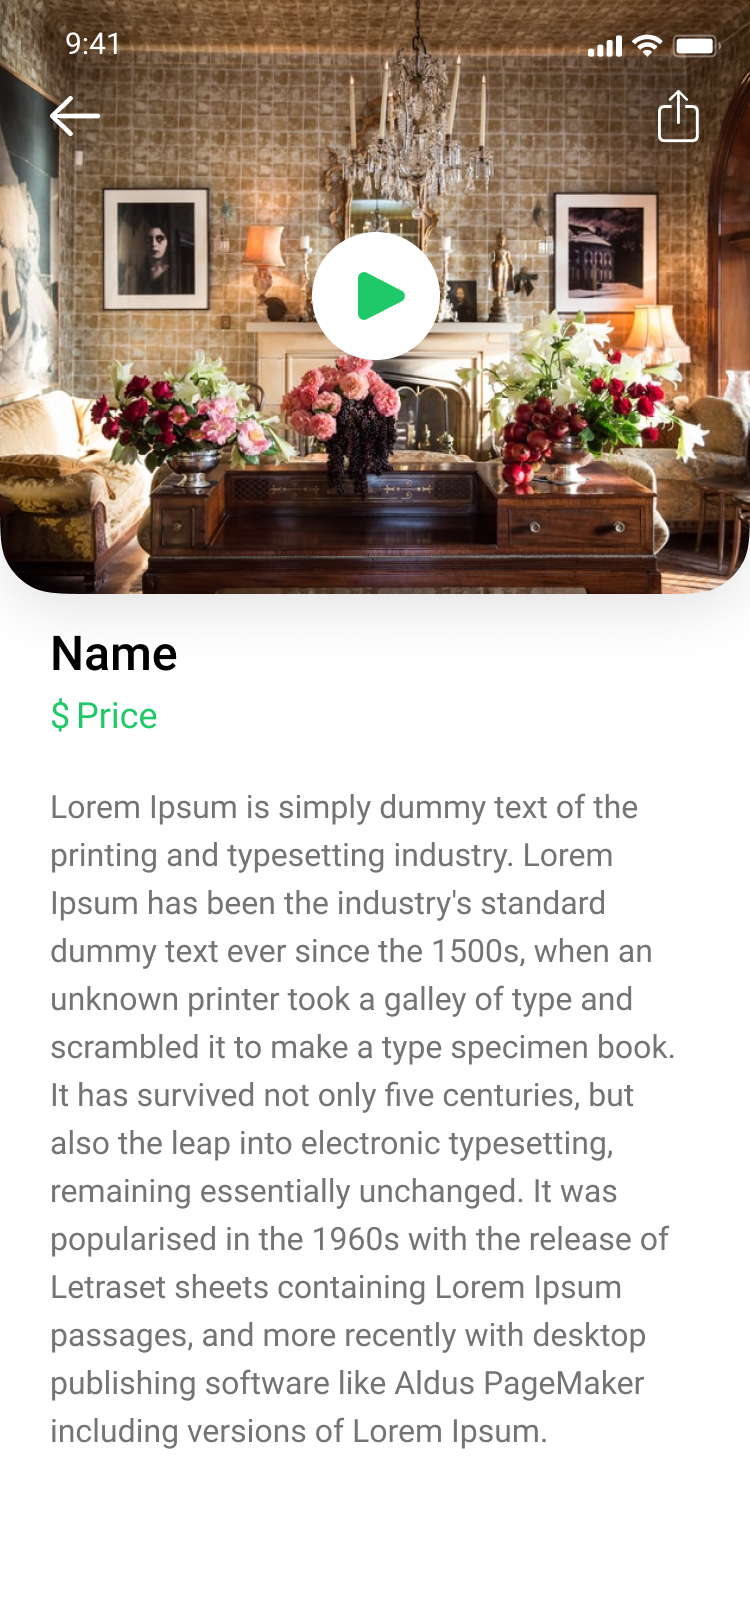 9:41
Name
$ Price
Lorem Ipsum is simply dummy text of the
printing and typesetting industry. Lorem
Ipsum has been the industry's standard
dummy text ever since the 1500s, when an
unknown printer took a galley of type and
scrambled it to make a type specimen book.
It has survived not only five centuries, but
also the leap into electronic typesetting,
remaining essentially unchanged. It was
popularised in the 1960s with the release of
Letraset sheets containing Lorem Ipsum
passages, and more recently with desktop
publishing software like Aldus PageMaker
including versions of Lorem Ipsum.